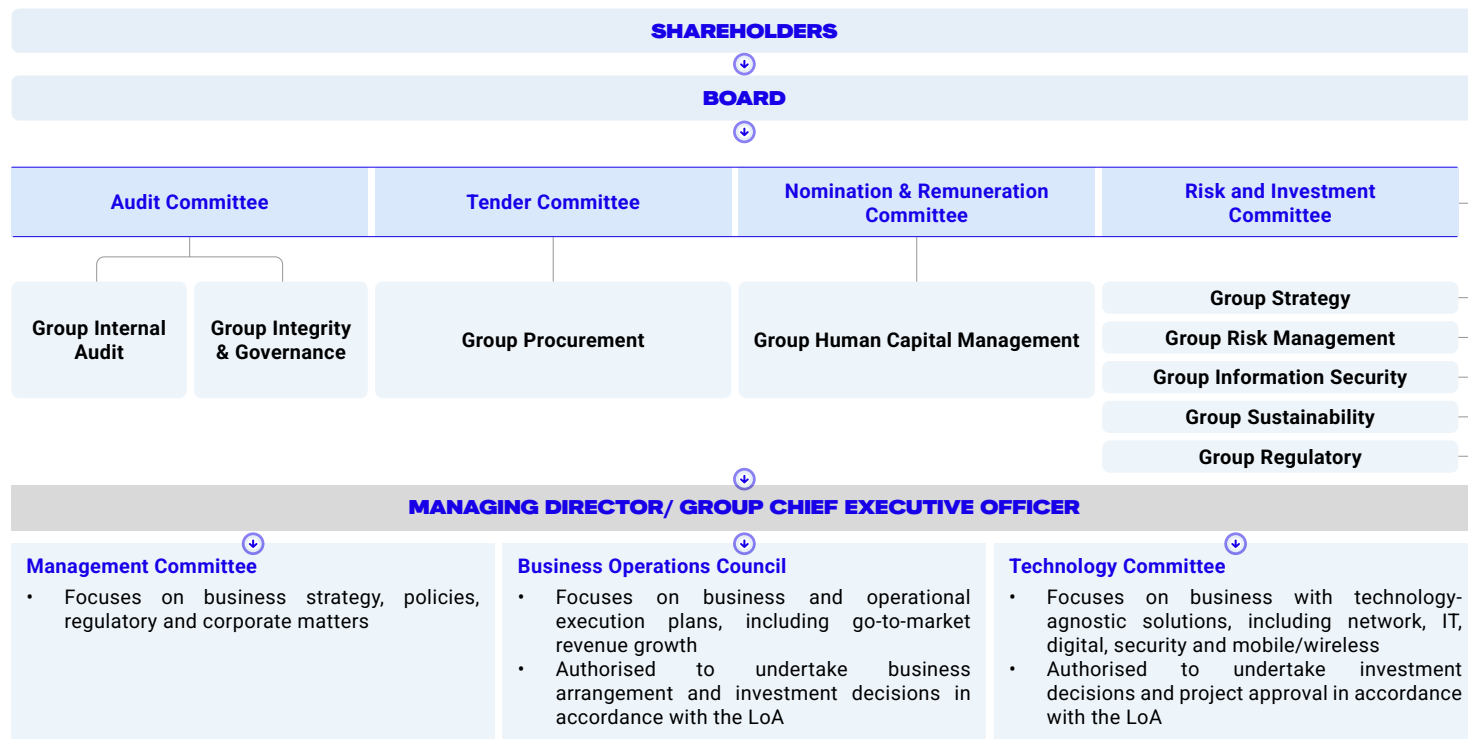 SHAREHOLDERS
BOARD
Audit Committee
Tender Committee
Nomination & Remuneration
Committee
Risk and Investment
Committee
Group Internal
Audit
Group Integrity
& Governance
Group Procurement
Group Human Capital Management
Group Strategy
Group Risk Management
Group Information Security
Group Sustainability
Group Regulatory
MANAGING DIRECTOR/ GROUP CHIEF EXECUTIVE OFFICER
Management Committee
• Focuses on business strategy, policies,
regulatory and corporate matters
Business Operations Council
• Focuses on business and operational
execution plans, including go-to-market
revenue growth
• Authorised to undertake business
arrangement and investment decisions in
accordance with the LoA
Technology Committee
• Focuses on business with technology-
agnostic solutions, including network, IT,
digital, security and mobile/wireless
• Authorised to undertake investment
decisions and project approval in accordance
with the LoA